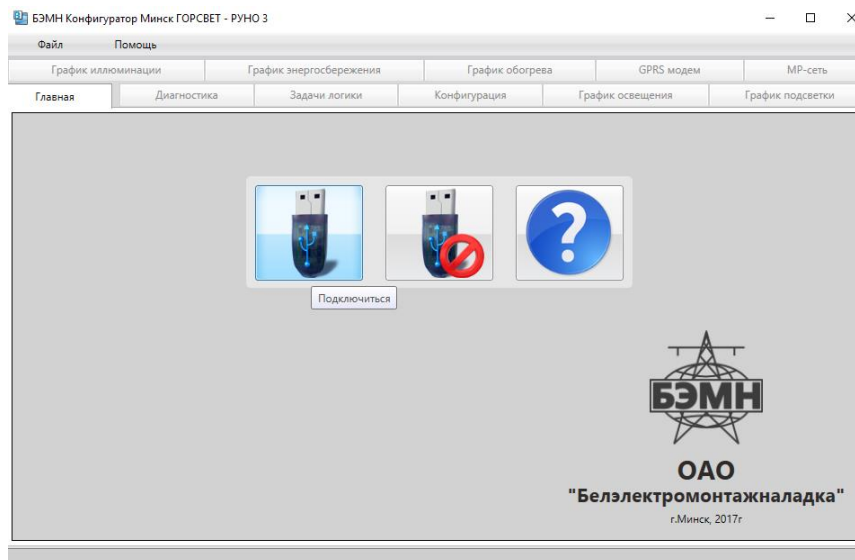 БЭМН Конфигуратор Минск ГОРСВЕТ - РУНО 3
Файл Помощь
График иллюминации График энергосбережения График обогрева GPRS модем МР-сеть
Главная Диагностика Задачи логики Конфигурация График освещения График подсветки
Подключиться
БЭМН
ОАО
"Белэлектромонтажналадка"
г.Минск, 2017г